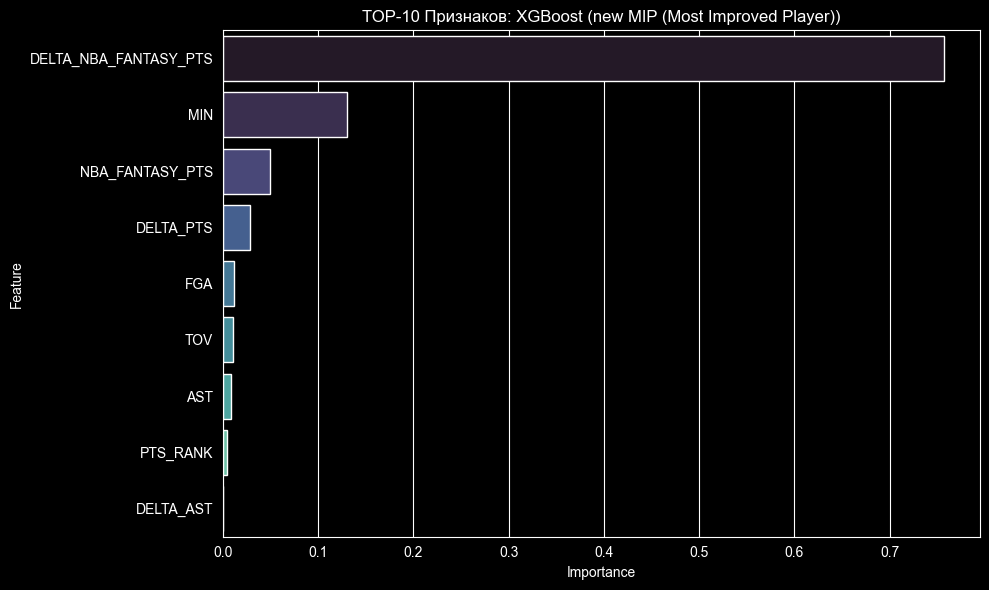 TOP-10 Признаков: XGBoost (new MIP (Most Improved Player))
DELTA_NBA_FANTASY_PTS
MIN
NBA_FANTASY_PTS
DELTA_PTS
FGA
TOV
AST
PTS_RANK
DELTA_AST
Feature
0.0 0.1 0.2 0.3 0.4 0.5 0.6 0.7
Importance